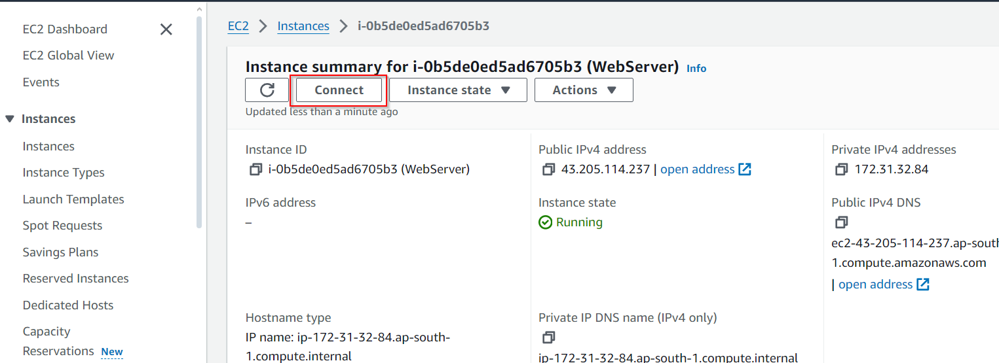 EC2 Dashboard
EC2 Global View
Events
Instances
Instances
Instance Types
Launch Templates
Spot Requests
Savings Plans
Reserved Instances
Dedicated Hosts
Capacity
Reservations New
EC2 > Instances > i-0b5de0ed5ad6705b3
Instance summary for i-0b5de0ed5ad6705b3 (WebServer) Info
Connect Instance state Actions
Updated less than a minute ago
Instance ID
i-0b5de0ed5ad6705b3 (WebServer)
Public IPv4 address
43.205.114.237 | open address
Private IPv4 addresses
172.31.32.84
IPv6 address
–
Instance state
Running
Public IPv4 DNS
ec2-43-205-114-237.ap-south-
1.compute.amazonaws.com
| open address
Hostname type
IP name: ip-172-31-32-84.ap-south-
1.compute.internal
Private IP DNS name (IPv4 only)
ip-172-31-32-84.ap-south-1.compute.internal